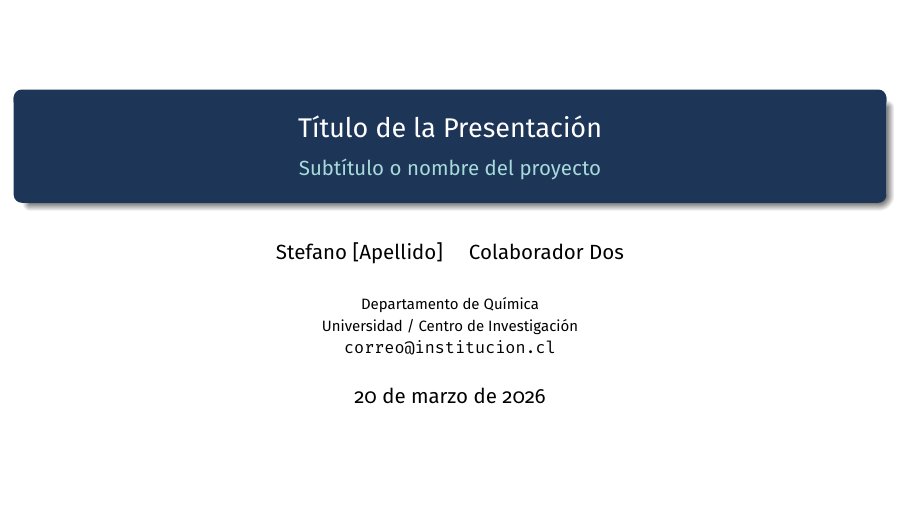 Título de la Presentación
Subtítulo o nombre del proyecto
Stefano [Apellido] Colaborador Dos
Departamento de Química
Universidad / Centro de Investigación
correo@institucion.cl
20 de marzo de 2026